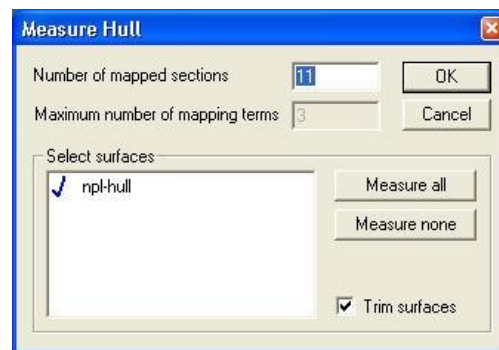 Measure Hull
Number of mapped sections 11 OK
Maximum number of mapping terms 3 Cancel
Select surfaces
npl-hull
Measure all
Measure none
Trim surfaces